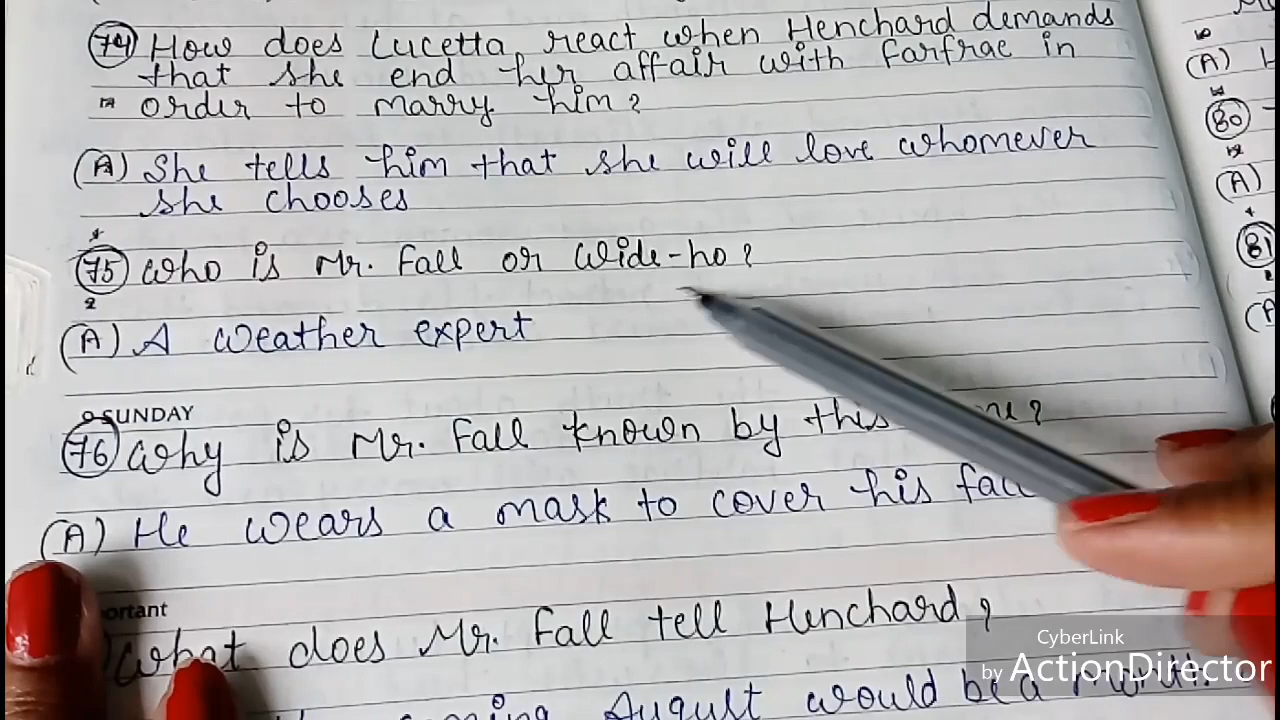 74 How does Lucetta react when Henchard demands
that she end her affair with Farfrae in
order to marry him?
(A) She tells him that she will love whomever
she chooses
75 Who is Mr. Fall or Wide-ho?
(A) A weather expert
SUNDAY
76 Why is Mr. Fall known by this
(A) He wears a mask to cover his
What does Mr. Fall tell Henchard?
August would be a
80
(A)
(A)
81
CyberLink
by ActionDirector